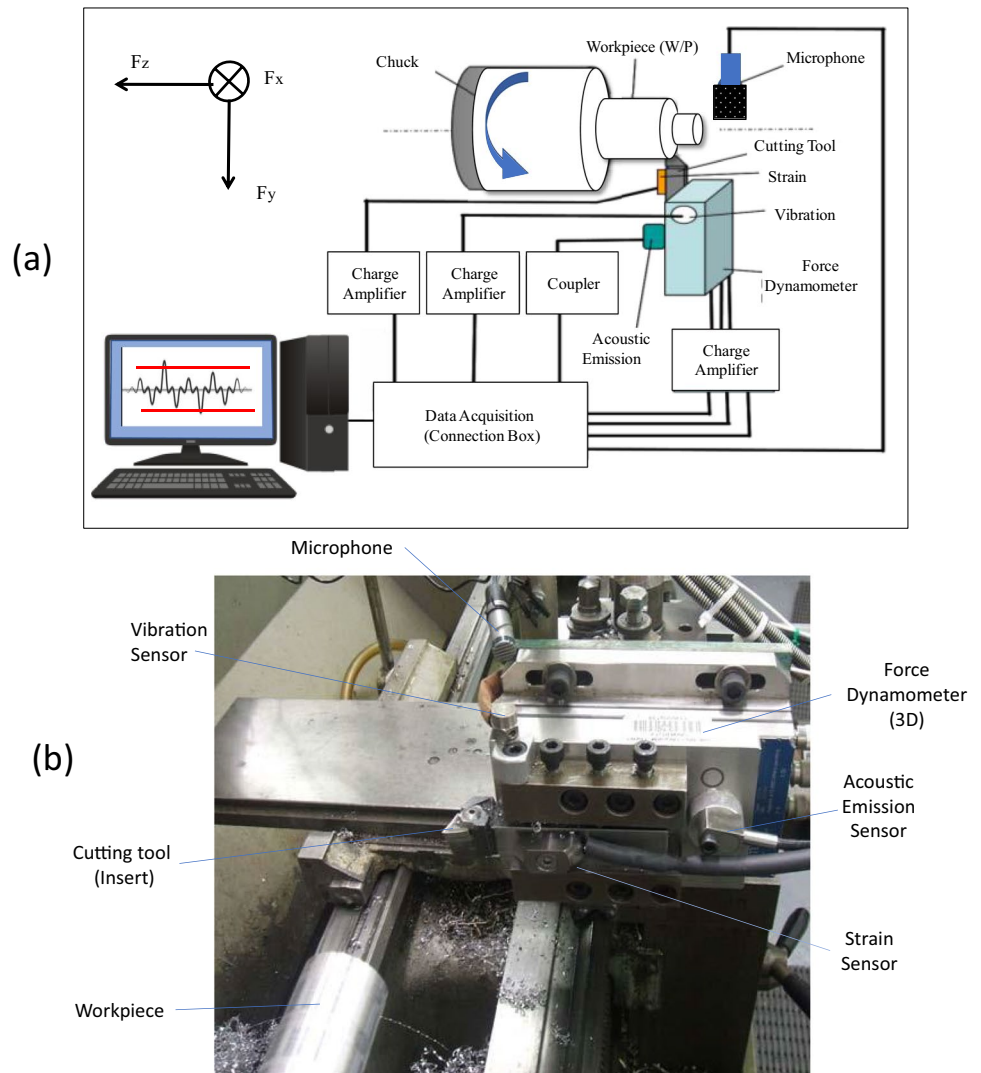 Fz
Fx
Fy
Chuck
Workpiece (W/P)
Microphone
Cutting Tool
Strain
Vibration
Force
Dynamometer
(a)
Charge
Amplifier
Charge
Amplifier
Coupler
Acoustic
Emission
Charge
Amplifier
Data Acquisition
(Connection Box)
Microphone
Vibration
Sensor
Force
Dynamometer
(3D)
(b)
Acoustic
Emission
Sensor
Cutting tool
(Insert)
Strain
Sensor
Workpiece